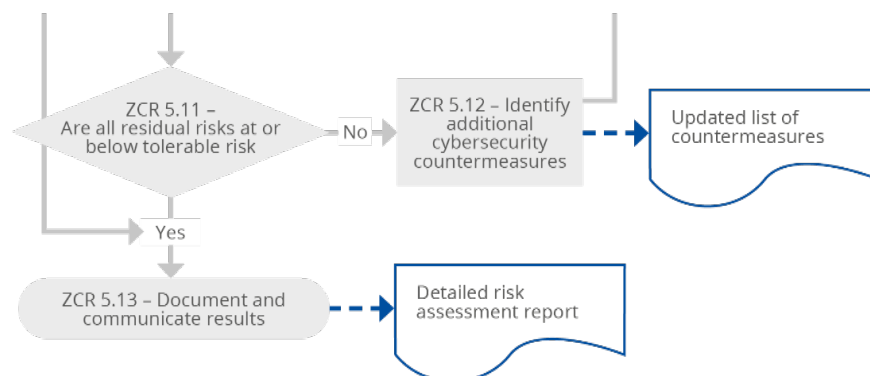 ZCR 5.11 –
Are all residual risks at or
below tolerable risk
No
ZCR 5.12 – Identify
additional
cybersecurity
countermeasures
Updated list of
countermeasures
Yes
ZCR 5.13 – Document and
communicate results
Detailed risk
assessment report